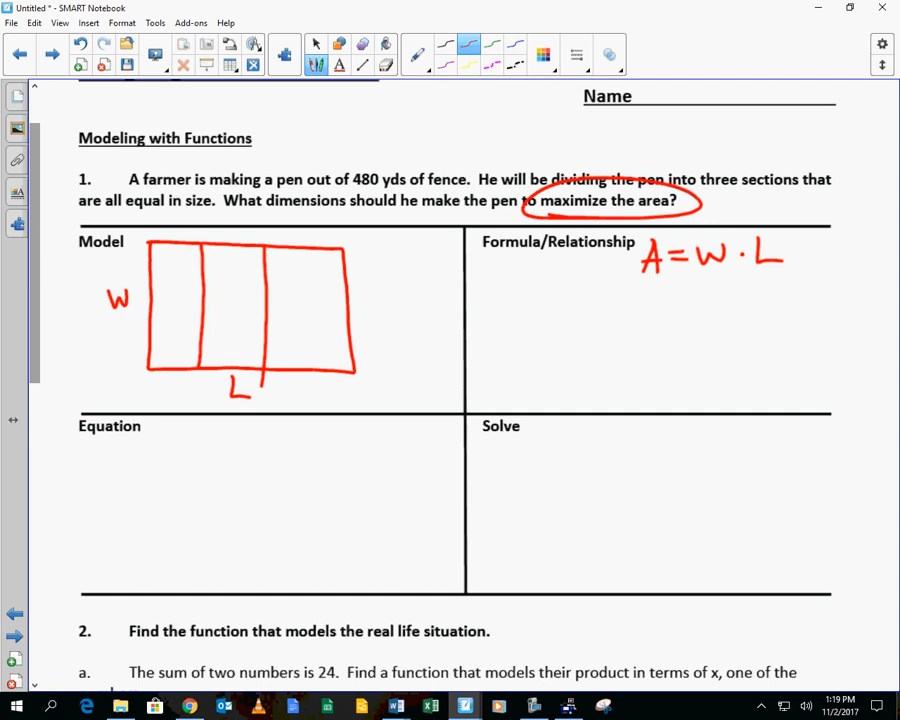 Untitled * - SMART Notebook
File Edit View Insert Format Tools Add-ons Help
Name
Modeling with Functions
1. A farmer is making a pen out of 480 yds of fence. He will be dividing the pen into three sections that
are all equal in size. What dimensions should he make the pen to maximize the area?
Model
Formula/Relationship A = W · L
W
L
Equation
Solve
2. Find the function that models the real life situation.
a. The sum of two numbers is 24. Find a function that models their product in terms of x, one of the
1:19 PM
11/2/2017